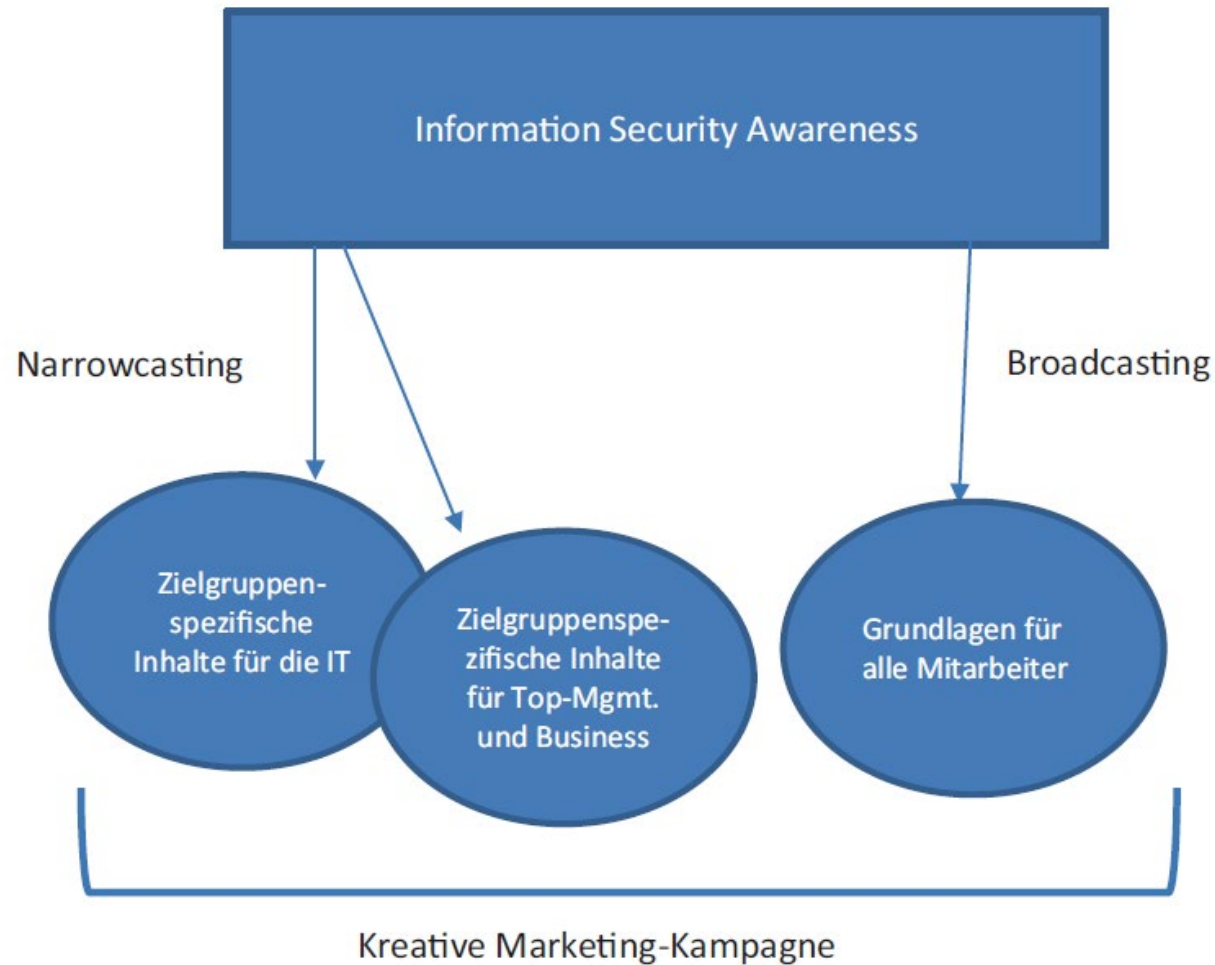 Information Security Awareness
Narrowcasting
Broadcasting
Zielgruppen-
spezifische
Inhalte für die IT
Zielgruppenspe-
zifische Inhalte
für Top-Mgmt.
und Business
Grundlagen für
alle Mitarbeiter
Kreative Marketing-Kampagne